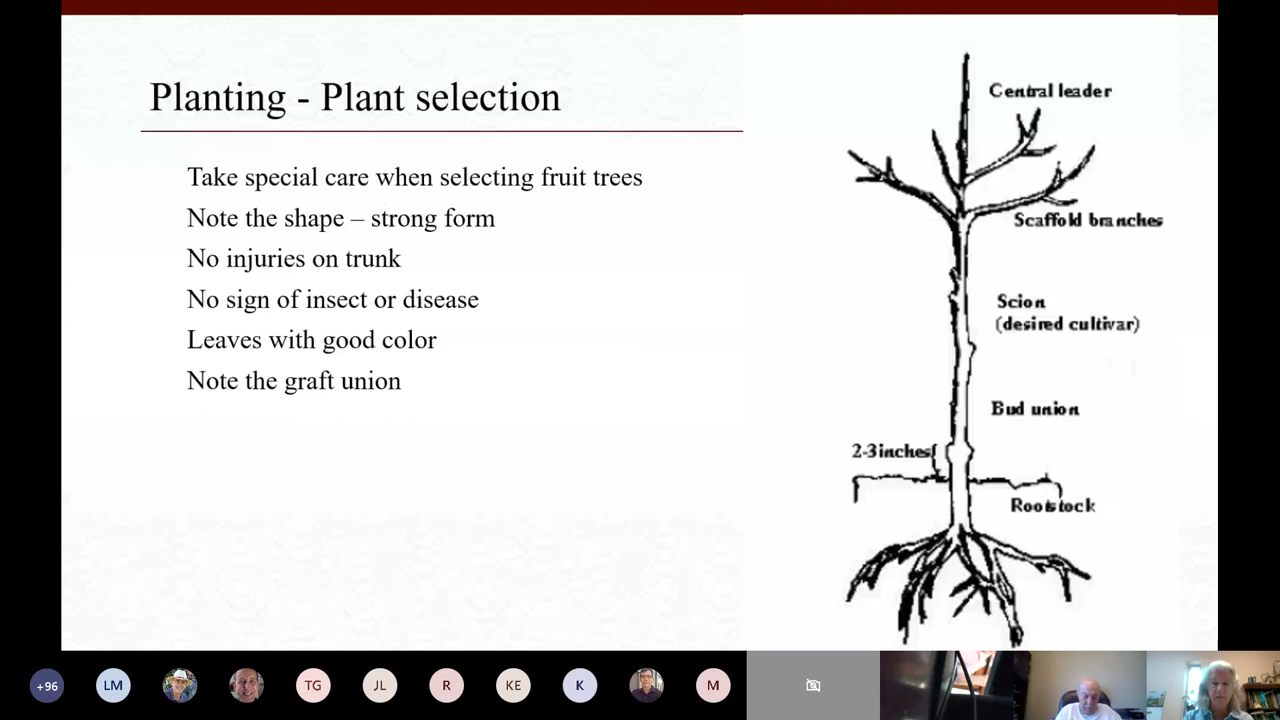 Planting - Plant selection
Take special care when selecting fruit trees
Note the shape – strong form
No injuries on trunk
No sign of insect or disease
Leaves with good color
Note the graft union
Central leader
Scaffold branches
Scion
(desired cultivar)
Bud union
2-3inches
Rootstock
+96
LM
TG
JL
R
KE
K
M